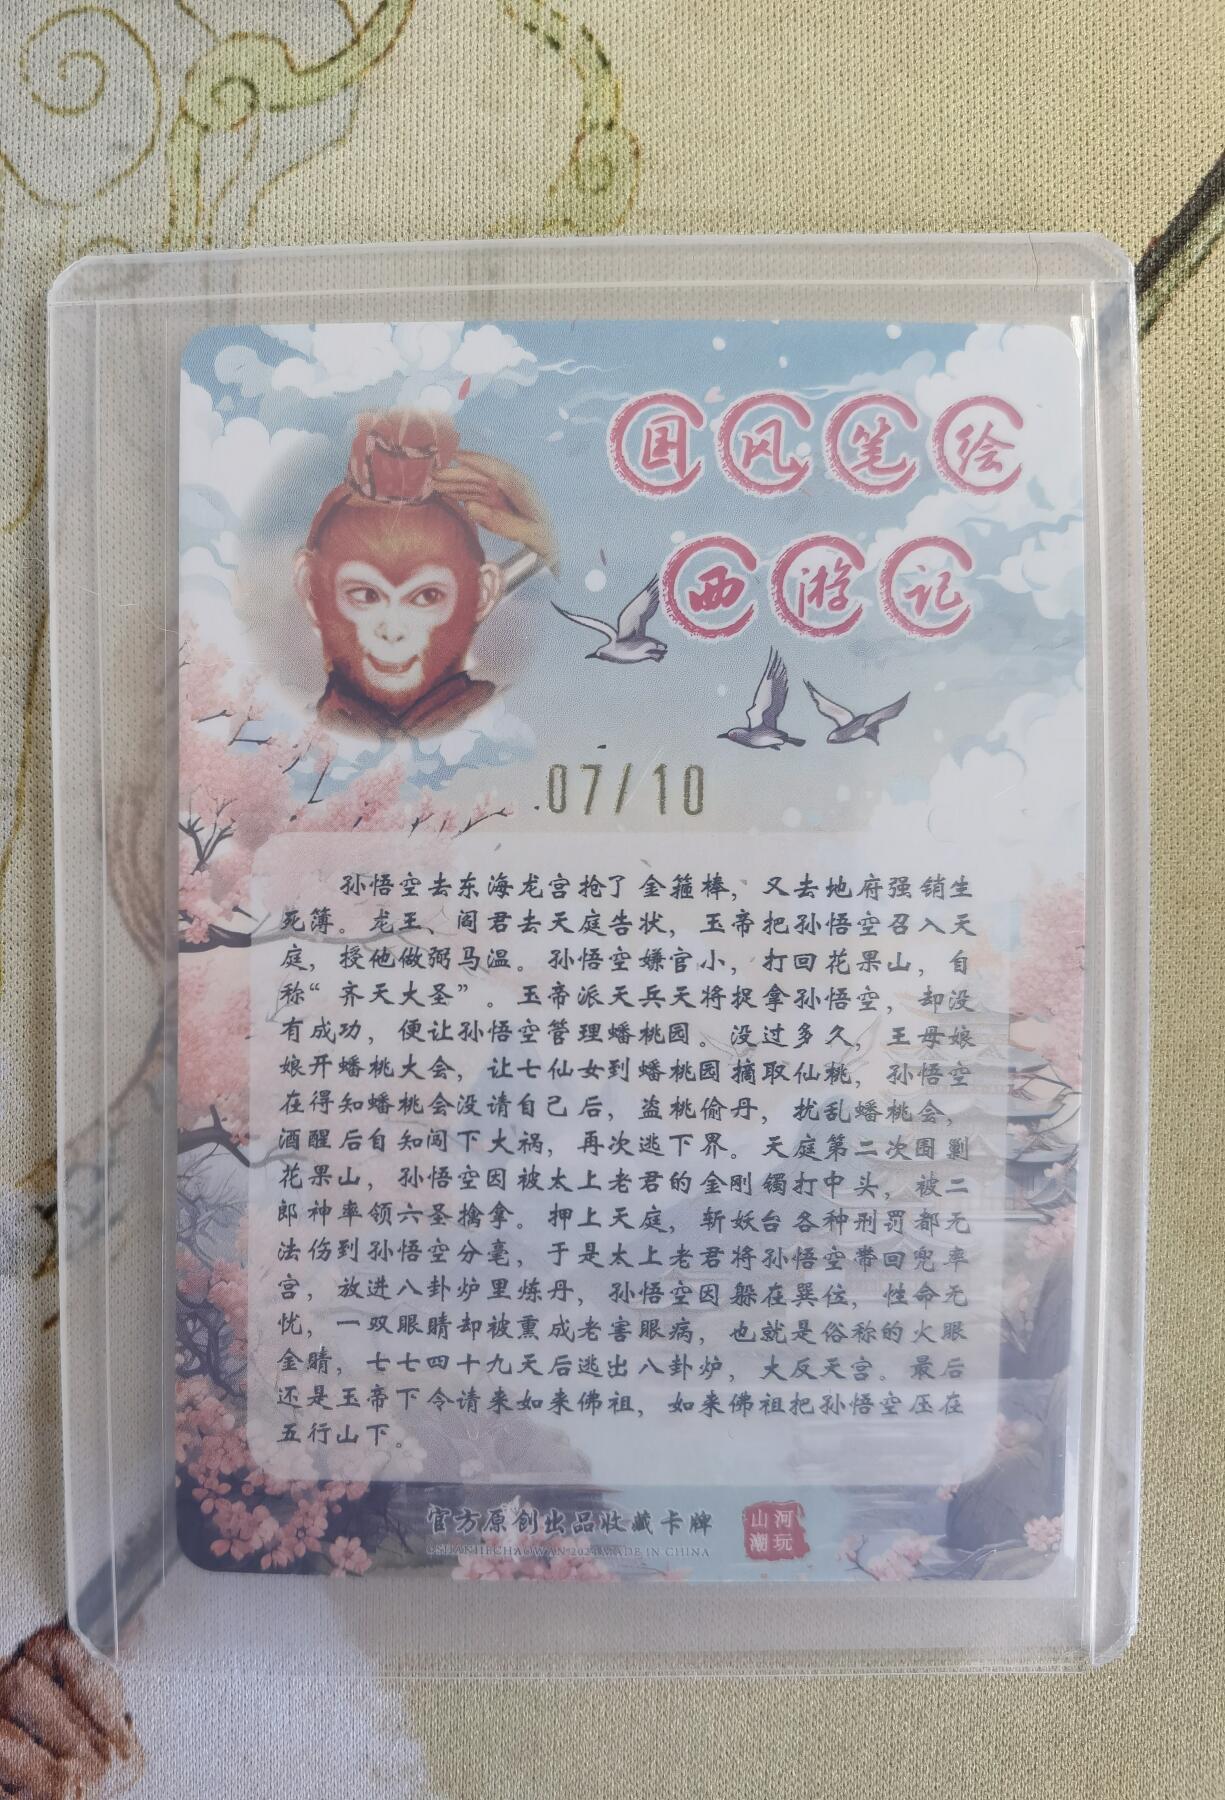 国风笔绘
西游记
07/10
孙悟空去东海龙宫抢了金箍棒，又去地府强销生
死簿。龙王、阎君去天庭告状，玉帝把孙悟空召入天
庭，授他做弼马温。孙悟空嫌官小，打回花果山，自
称“齐天大圣”。玉帝派天兵天将捉拿孙悟空，却没
有成功，便让孙悟空管理蟠桃园。没过多久，王母娘
娘开蟠桃大会，让七仙女到蟠桃园摘取仙桃，孙悟空
在得知蟠桃会没请自己后，盗桃偷丹，扰乱蟠桃会，
酒醒后自知闯下大祸，再次逃下界。天庭第二次围剿
花果山，孙悟空因被太上老君的金刚镯打中头，被二
郎神率领六圣擒拿。押上天庭，斩妖台各种刑罚都无
法伤到孙悟空分毫，于是太上老君将孙悟空带回兜率
宫，放进八卦炉里炼丹，孙悟空因躲在巽位，性命无
忧，一双眼睛却被熏成老害眼病，也就是俗称的火眼
金睛，七七四十九天后逃出八卦炉，大反天宫。最后
还是玉帝下令请来如来佛祖，如来佛祖把孙悟空压在
五行山下。
官方原创出品收藏卡牌
©SHANHECHAOWAN 2024 MADE IN CHINA
山河
潮玩